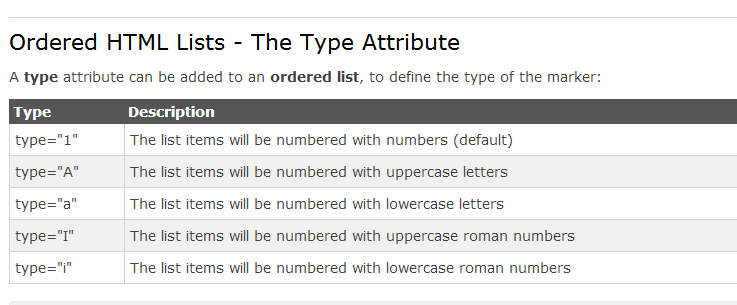 Ordered HTML Lists - The Type Attribute
A type attribute can be added to an ordered list, to define the type of the marker:
Type Description
type="1" The list items will be numbered with numbers (default)
type="A" The list items will be numbered with uppercase letters
type="a" The list items will be numbered with lowercase letters
type="I" The list items will be numbered with uppercase roman numbers
type="i" The list items will be numbered with lowercase roman numbers